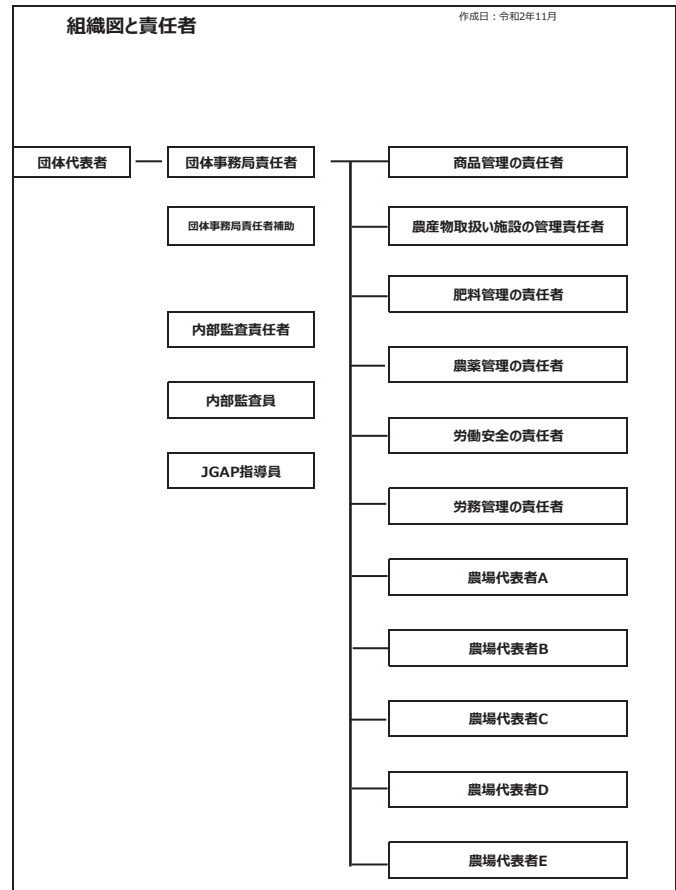 組織図と責任者
作成日：令和2年11月
団体代表者
団体事務局責任者
商品管理の責任者
団体事務局責任者補助
農産物取扱い施設の管理責任者
肥料管理の責任者
内部監査責任者
農薬管理の責任者
内部監査員
労働安全の責任者
JGAP指導員
労務管理の責任者
農場代表者A
農場代表者B
農場代表者C
農場代表者D
農場代表者E